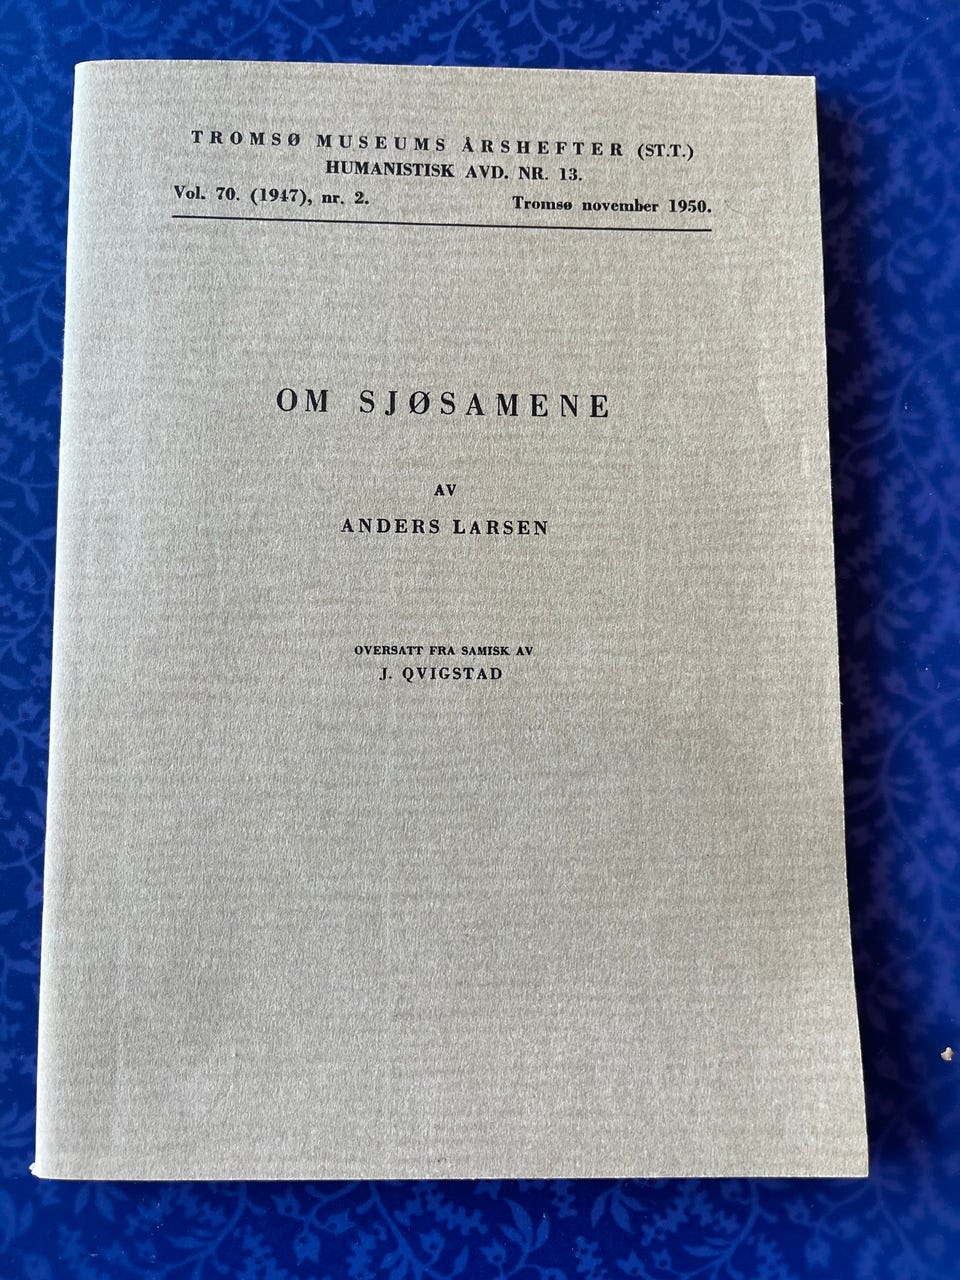 TROMSØ MUSEUMS ÅRSHEFTER (ST.T.)
HUMANISTISK AVD. NR. 13.
Vol. 70. (1947), nr. 2. Tromsø november 1950.
OM SJØSAMENE
AV
ANDERS LARSEN
OVERSATT FRA SAMISK AV
J. QVIGSTAD